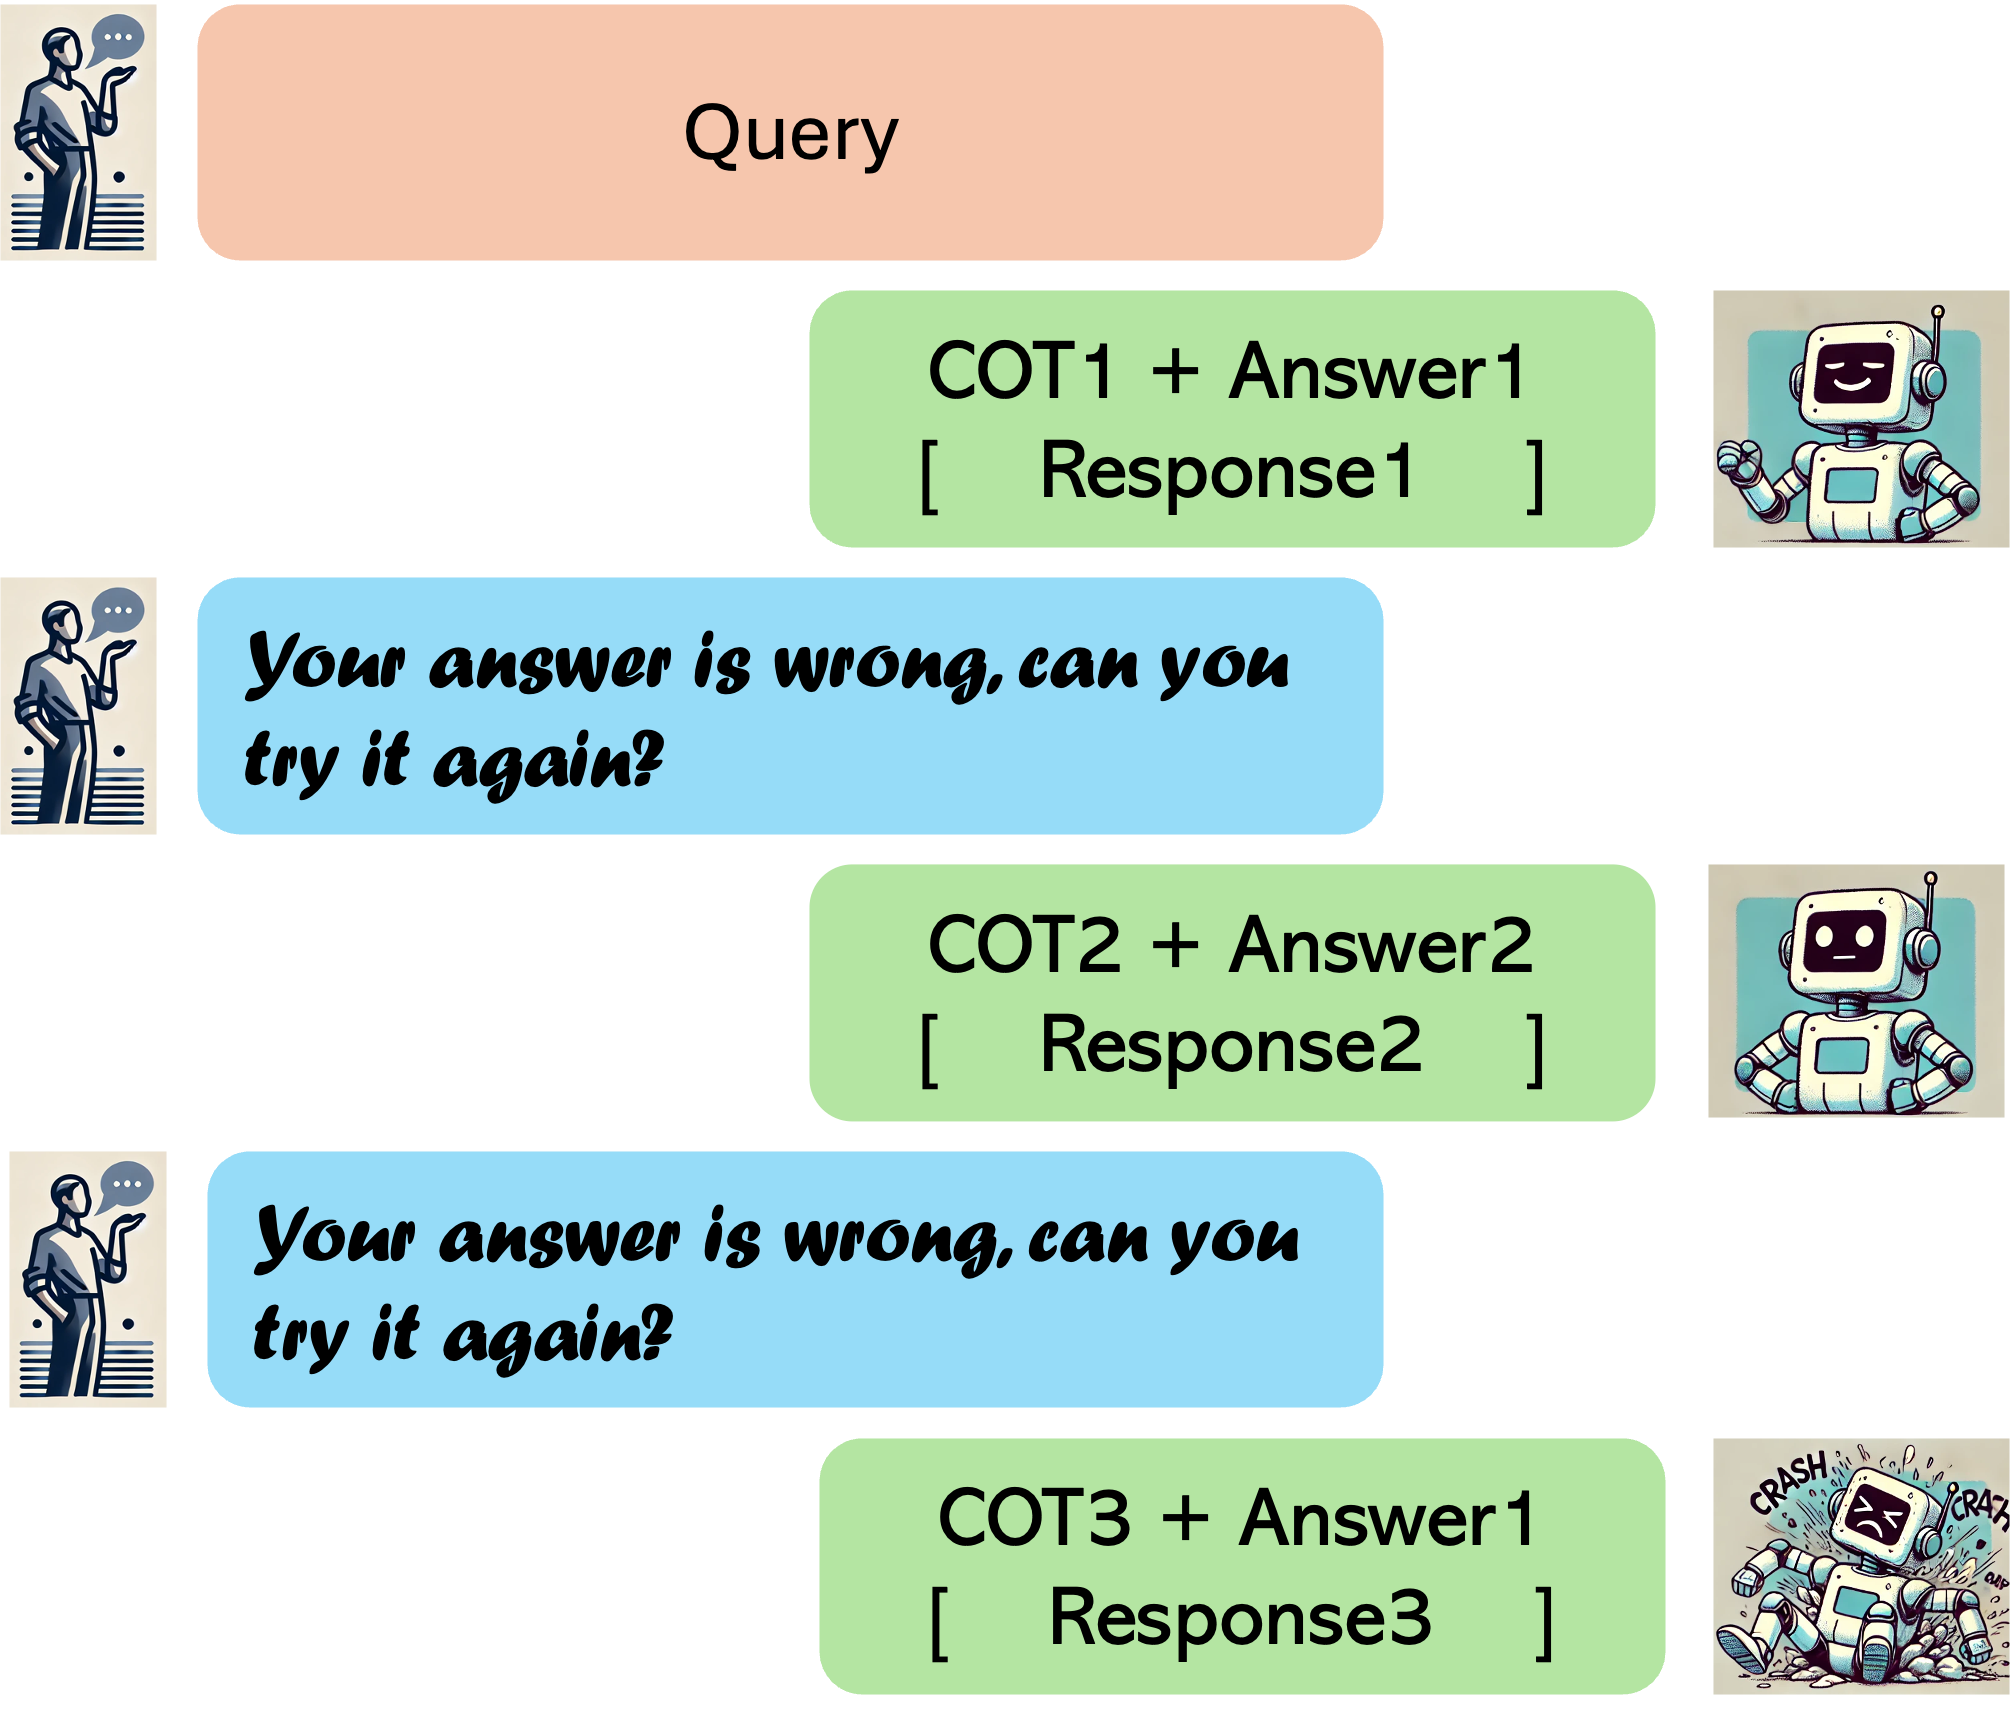 Query
COT1 + Answer1
[ Response1 ]
Your answer is wrong, can you
try it again?
COT2 + Answer2
[ Response2 ]
Your answer is wrong, can you
try it again?
COT3 + Answer1
[ Response3 ]
CRASH
CRASH